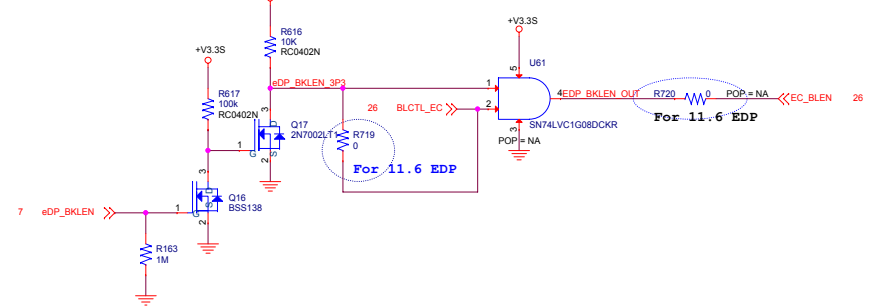 R616
10K
RC0402N
+V3.3S
+V3.3S
U61
R617
100k
RC0402N
eDP_BKLEN_3P3
5
1
4
EDP_BKLEN_OUT
R720
0
POP = NA
EC_BLEN
26
26
BLCTL_EC
2
For 11.6 EDP
3
D
Q17
2N7002LT1
1
G
S
2
R719
0
SN74LVC1G08DCKR
3
POP = NA
For 11.6 EDP
3
D
Q16
BSS138
7
eDP_BKLEN
1
G
S
2
R163
1M